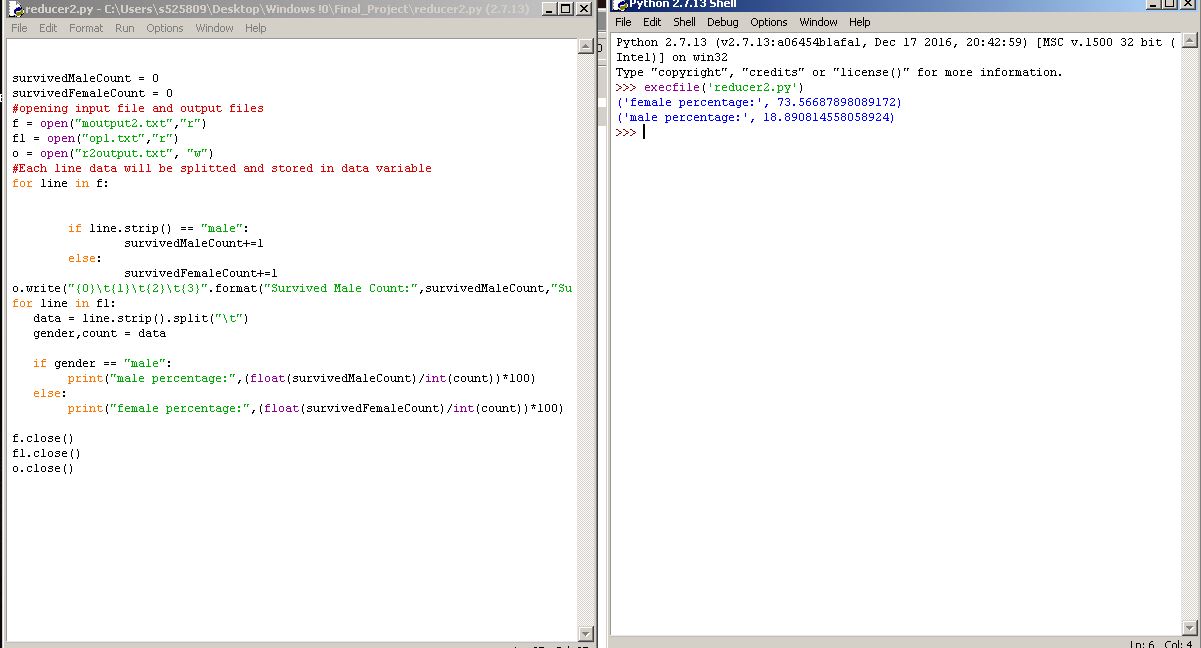 reducer2.py - C:\Users\s525809\Desktop\Windows !0\Final_Project\reducer2.py (2.7.13)
File Edit Format Run Options Window Help
survivedMaleCount = 0
survivedFemaleCount = 0
#opening input file and output files
f = open("moutput2.txt","r")
f1 = open("op1.txt","r")
o = open("r2output.txt", "w")
#Each line data will be splitted and stored in data variable
for line in f:
if line.strip() == "male":
survivedMaleCount+=1
else:
survivedFemaleCount+=1
o.write("{0}\t{1}\t{2}\t{3}".format("Survived Male Count:",survivedMaleCount,"Su
for line in f1:
data = line.strip().split("\t")
gender,count = data
if gender == "male":
print("male percentage:",(float(survivedMaleCount)/int(count))*100)
else:
print("female percentage:",(float(survivedFemaleCount)/int(count))*100)
f.close()
f1.close()
o.close()
Python 2.7.13 Shell
File Edit Shell Debug Options Window Help
Python 2.7.13 (v2.7.13:a06454b1afa1, Dec 17 2016, 20:42:59) [MSC v.1500 32 bit (
Intel)] on win32
Type "copyright", "credits" or "license()" for more information.
>>> execfile('reducer2.py')
('female percentage:', 73.56687898089172)
('male percentage:', 18.890814558058924)
>>>
Ln: 6 Col: 4